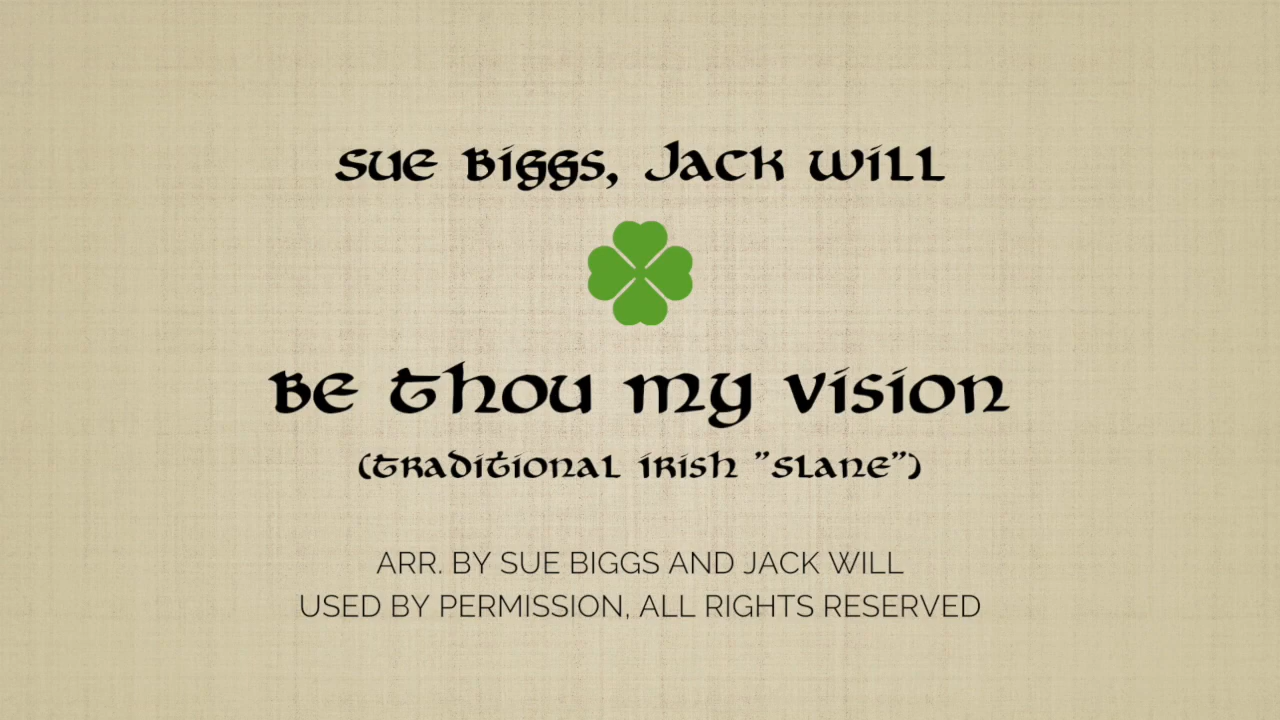 Sue Biggs, Jack Will
Be Thou My Vision
(Traditional Irish "Slane")
ARR. BY SUE BIGGS AND JACK WILL
USED BY PERMISSION, ALL RIGHTS RESERVED